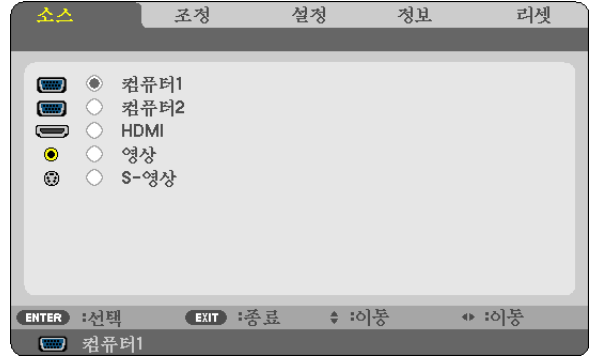 소스 조정 설정 정보 리셋
컴퓨터1
컴퓨터2
HDMI
영상
S-영상
ENTER :선택 EXIT :종료 :이동 :이동
컴퓨터1